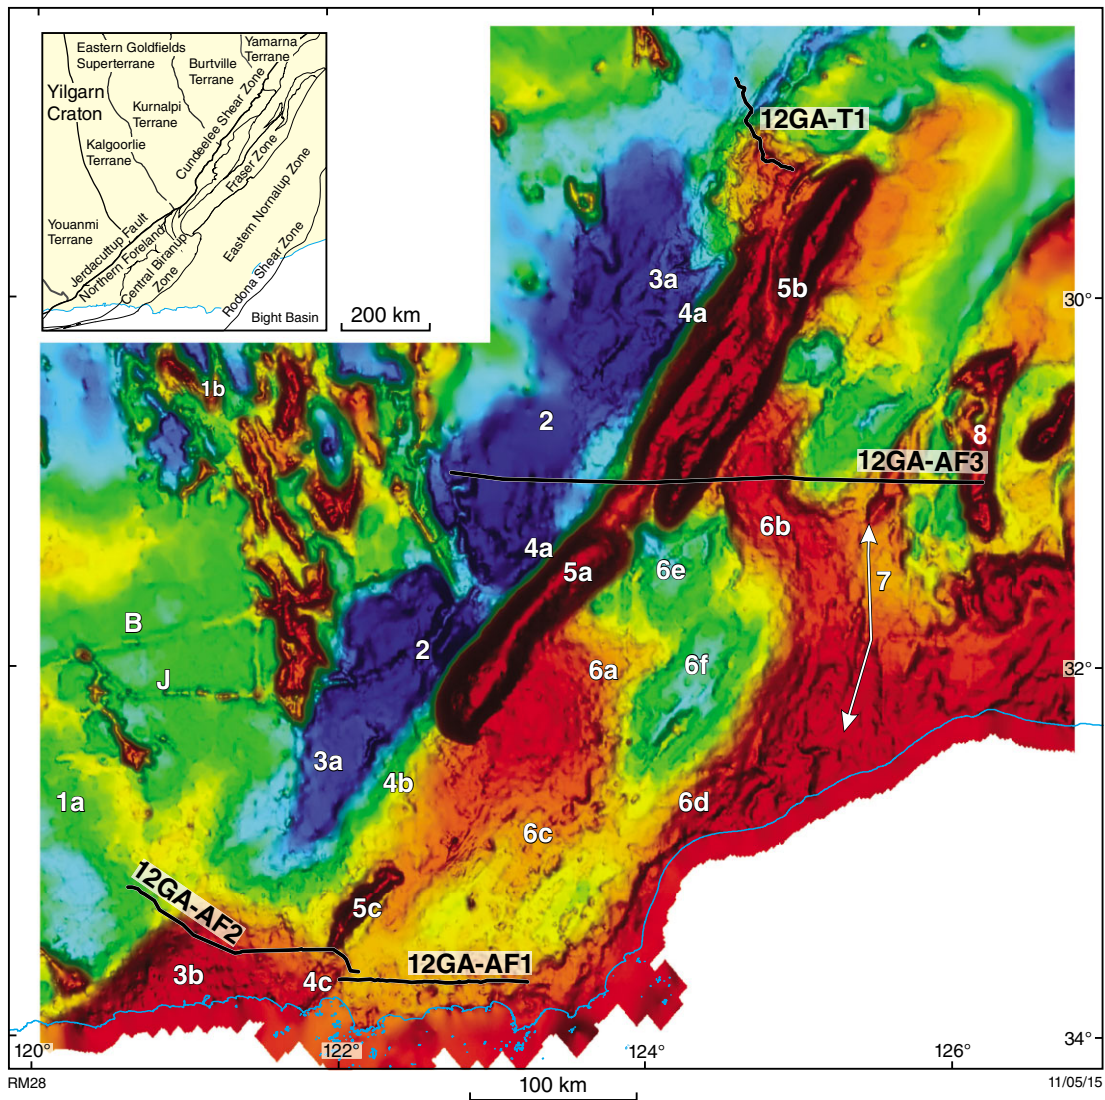 Eastern Goldfields
Superterrane
Yamarna
Terrane
Burtville
Terrane
Yilgarn
Craton
Kurnalpi
Terrane
Kalgoorlie
Terrane
Cundeelee Shear Zone
Fraser Zone
Eastern Nornalup Zone
Youanmi
Terrane
Jerdacuttup Fault
Northern Foreland
Central Biranup
Zone
Rodona Shear Zone
Bight Basin
200 km
12GA-T1
3a
4a
5b
30°
1b
2
8
12GA-AF3
6b
4a
5a
6e
7
B
2
6a
6f
32°
J
3a
4b
1a
6d
6c
12GA-AF2
5c
3b
4c
12GA-AF1
34°
120°
122°
124°
126°
RM28
100 km
11/05/15